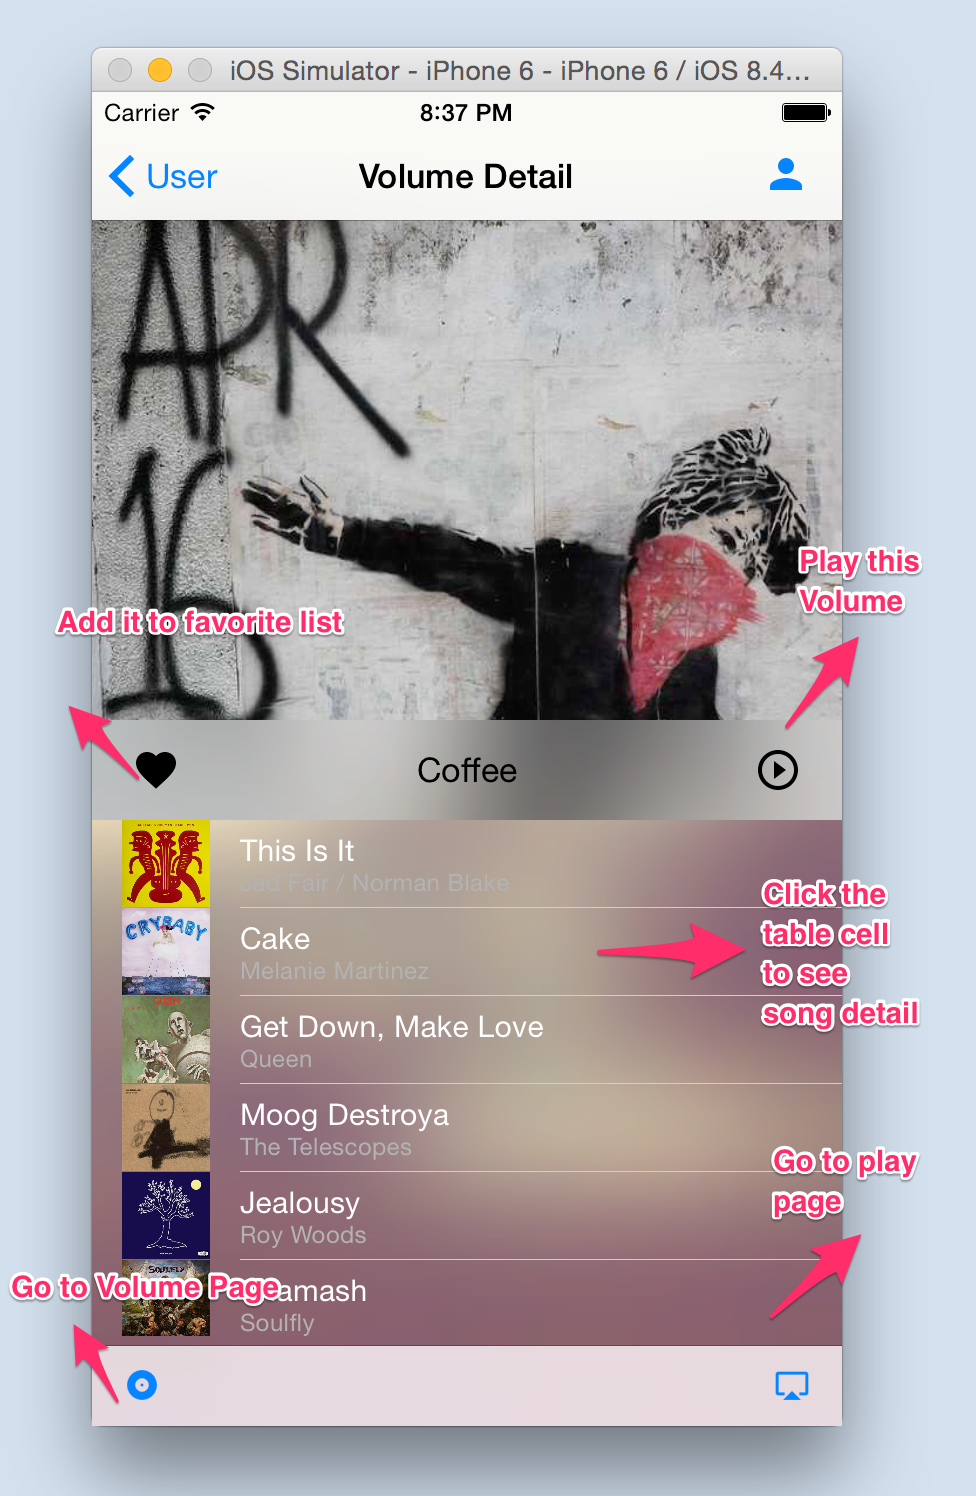 iOS Simulator - iPhone 6 - iPhone 6 / iOS 8.4...
Carrier
8:37 PM
User
Volume Detail
APR
16
Play this
Volume
Add it to favorite list
Coffee
This Is It
Jad Fair / Norman Blake
Click the
table cell
to see
song detail
CRYBABY
Cake
Melanie Martinez
Get Down, Make Love
Queen
Moog Destroya
The Telescopes
Go to play
page
Jealousy
Roy Woods
SOULFLY
Go to Volume Page
amash
Soulfly